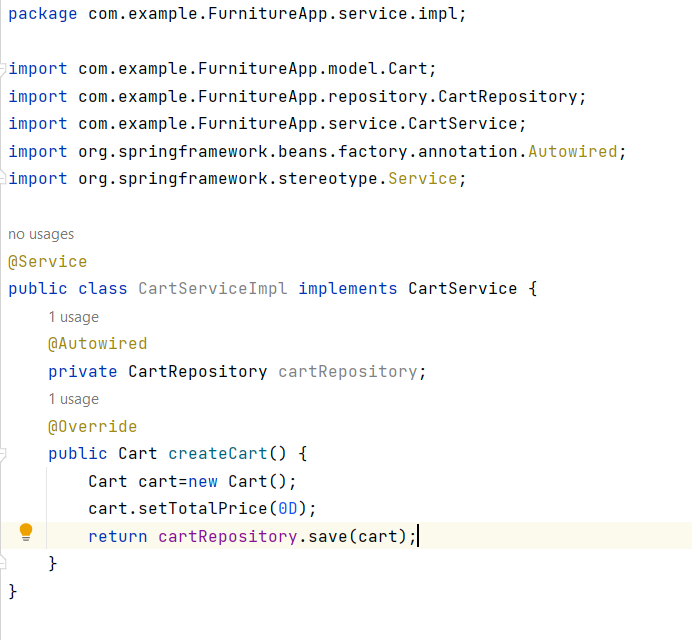 package com.example.FurnitureApp.service.impl;
import com.example.FurnitureApp.model.Cart;
import com.example.FurnitureApp.repository.CartRepository;
import com.example.FurnitureApp.service.CartService;
import org.springframework.beans.factory.annotation.Autowired;
import org.springframework.stereotype.Service;
no usages
@Service
public class CartServiceImpl implements CartService {
1 usage
@Autowired
private CartRepository cartRepository;
1 usage
@Override
public Cart createCart() {
Cart cart=new Cart();
cart.setTotalPrice(0D);
return cartRepository.save(cart);
}
}